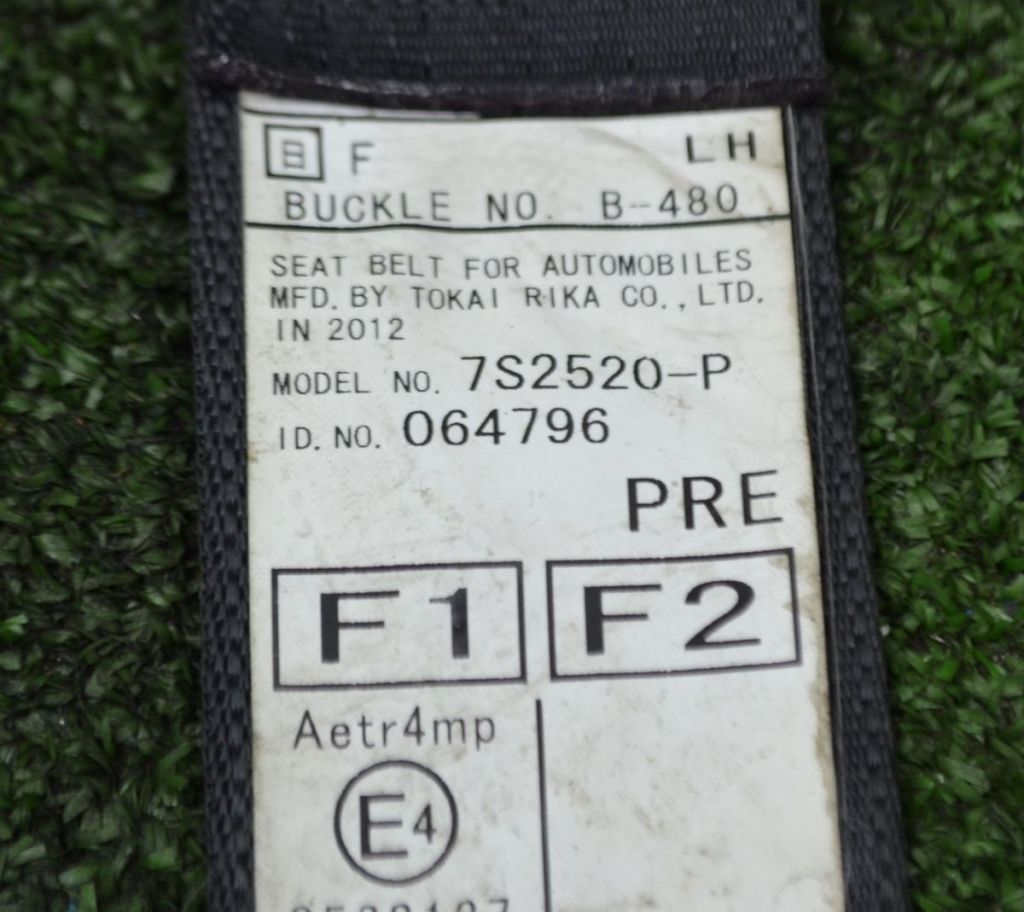 日 F LH
BUCKLE NO. B-480
SEAT BELT FOR AUTOMOBILES
MFD. BY TOKAI RIKA CO., LTD.
IN 2012
MODEL NO. 7S2520-P
ID. NO. 064796
PRE
F1 F2
Aetr4mp
E4